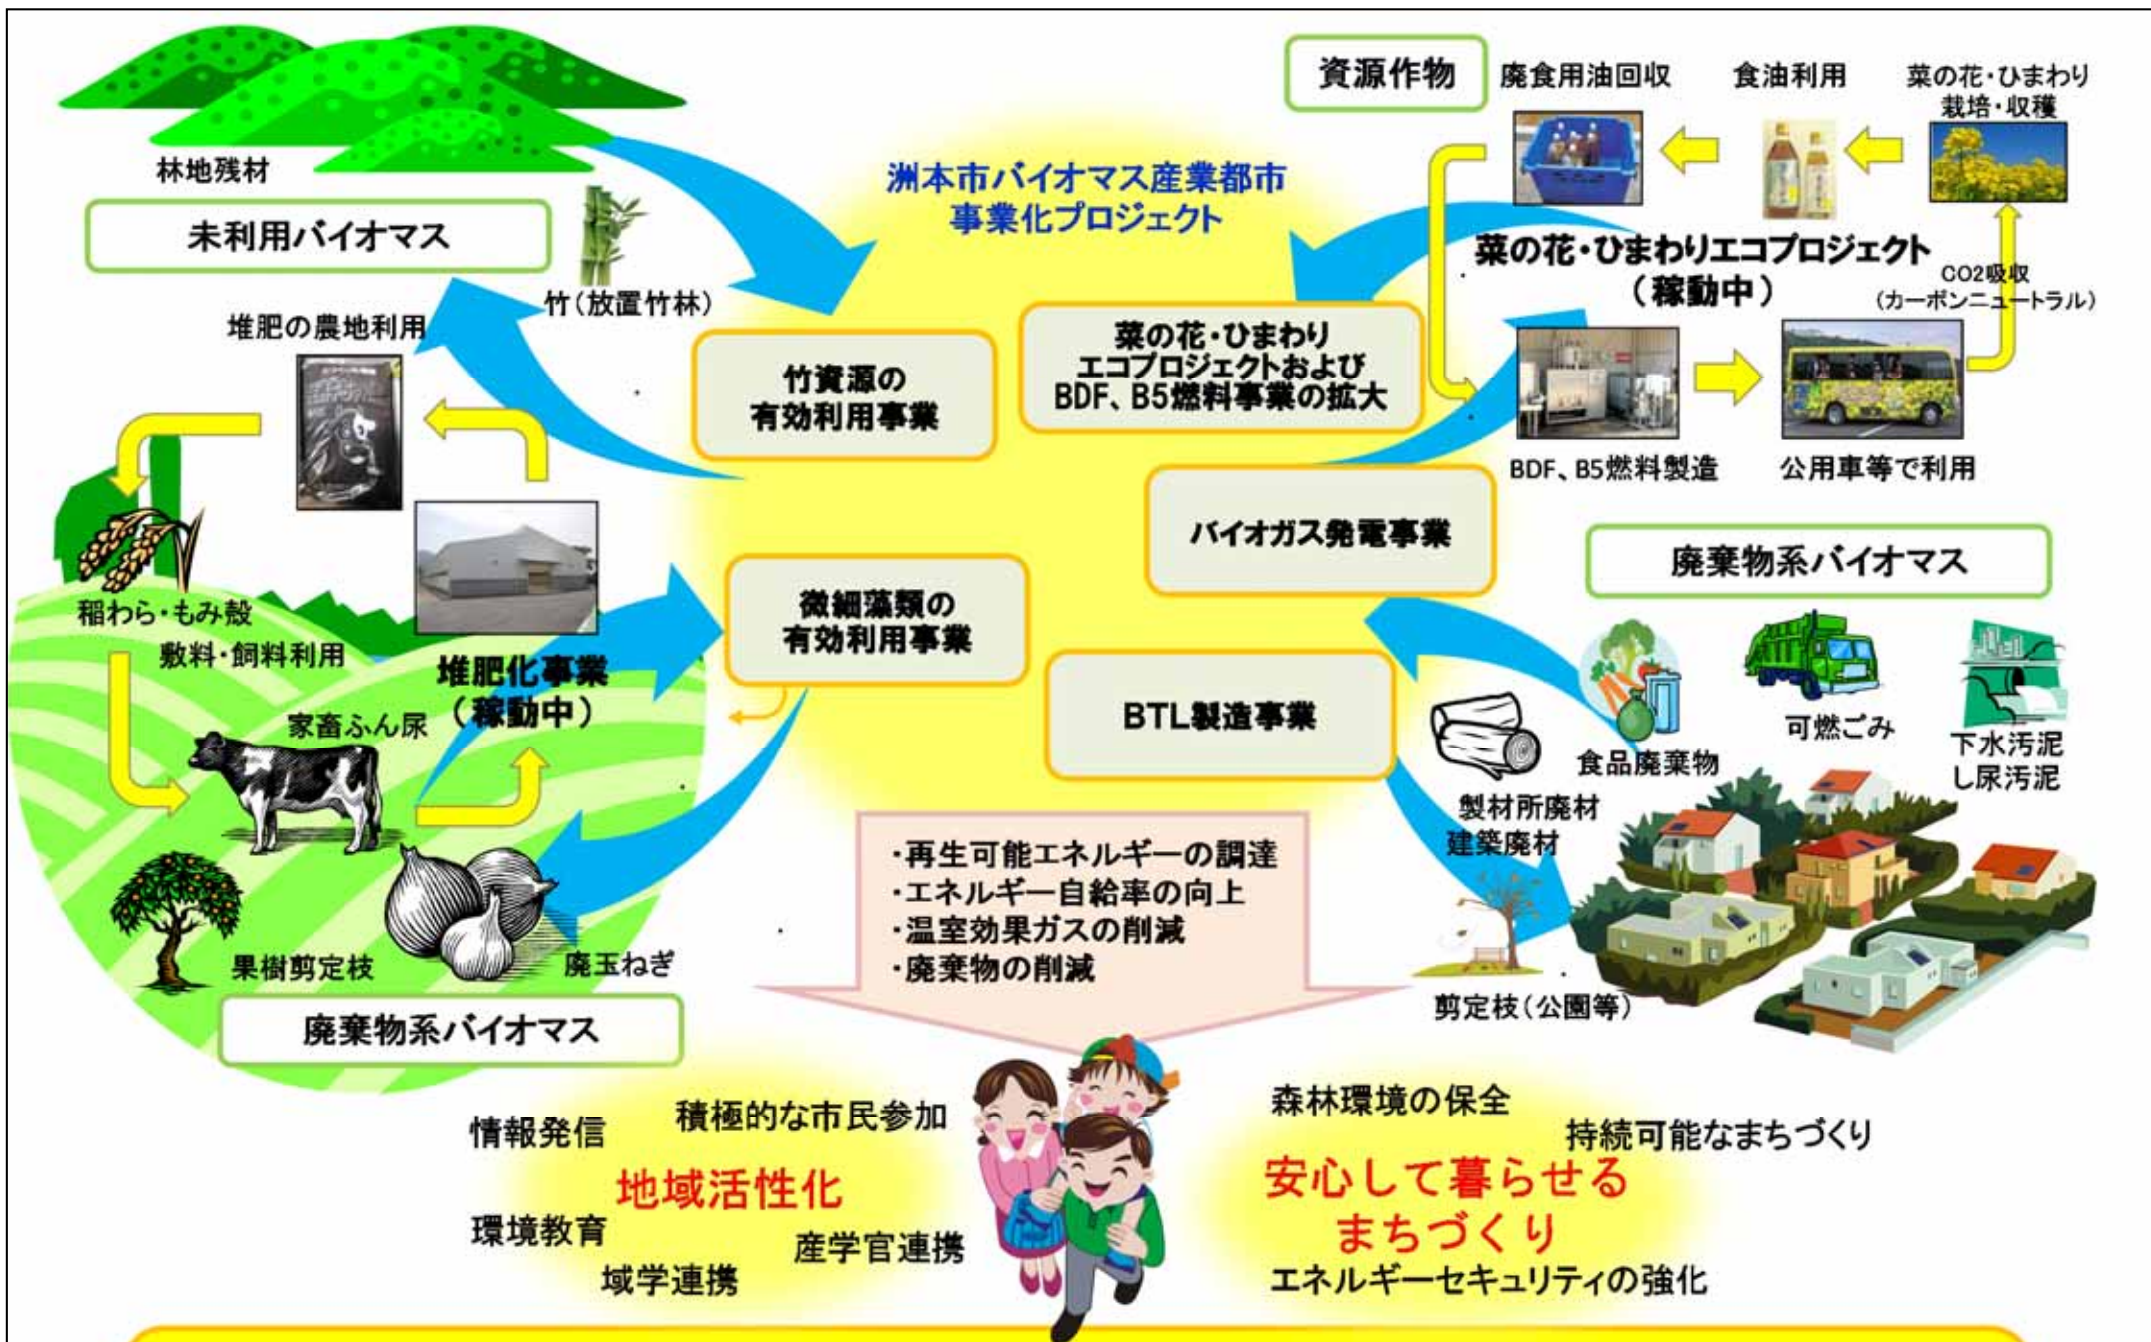 資源作物
廃食用油回収
食油利用
菜の花・ひまわり
栽培・収穫
林地残材
未利用バイオマス
竹（放置竹林）
洲本市バイオマス産業都市
事業化プロジェクト
菜の花・ひまわりエコプロジェクト
（稼動中）
CO2吸収
（カーボンニュートラル）
堆肥の農地利用
竹資源の
有効利用事業
菜の花・ひまわり
エコプロジェクトおよび
BDF、B5燃料事業の拡大
BDF、B5燃料製造
公用車等で利用
バイオガス発電事業
廃棄物系バイオマス
稲わら・もみ殻
敷料・飼料利用
堆肥化事業
（稼動中）
微細藻類の
有効利用事業
BTL製造事業
家畜ふん尿
食品廃棄物
可燃ごみ
下水汚泥
し尿汚泥
製材所廃材
建築廃材
・再生可能エネルギーの調達
・エネルギー自給率の向上
・温室効果ガスの削減
・廃棄物の削減
果樹剪定枝
廃玉ねぎ
剪定枝（公園等）
廃棄物系バイオマス
情報発信
積極的な市民参加
地域活性化
環境教育
産学官連携
域学連携
森林環境の保全
持続可能なまちづくり
安心して暮らせる
まちづくり
エネルギーセキュリティの強化